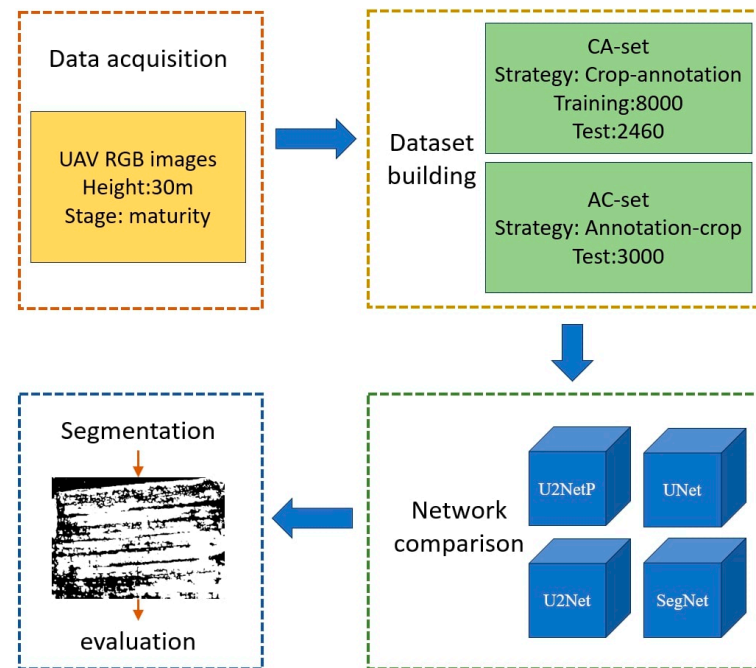 Data acquisition
UAV RGB images
Height:30m
Stage: maturity
Dataset
building
CA-set
Strategy: Crop-annotation
Training:8000
Test:2460
AC-set
Strategy: Annotation-crop
Test:3000
Network
comparison
U2NetP
UNet
U2Net
SegNet
Segmentation
evaluation